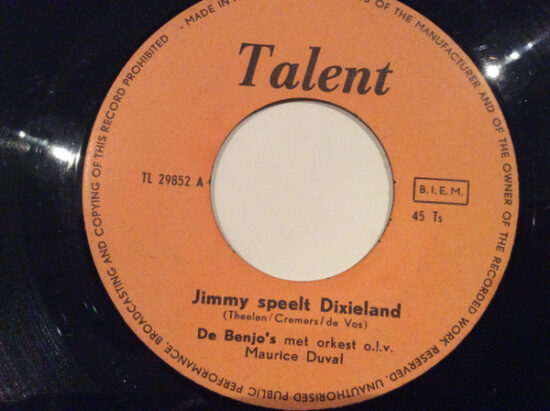 Talent
TL 29852 A
B.I.E.M.
45 Ts
Jimmy speelt Dixieland
(Theelen/Cremers/de Vos)
De Benjo's met orkest o.l.v.
Maurice Duval
- MADE IN
OF THE MANUFACTURER AND OF THE OWNER OF THE RECORDED WORK RESERVED. UNAUTHORISED PUBLIC PERFORMANCE, BROADCASTING AND COPYING OF THIS RECORD PROHIBITED